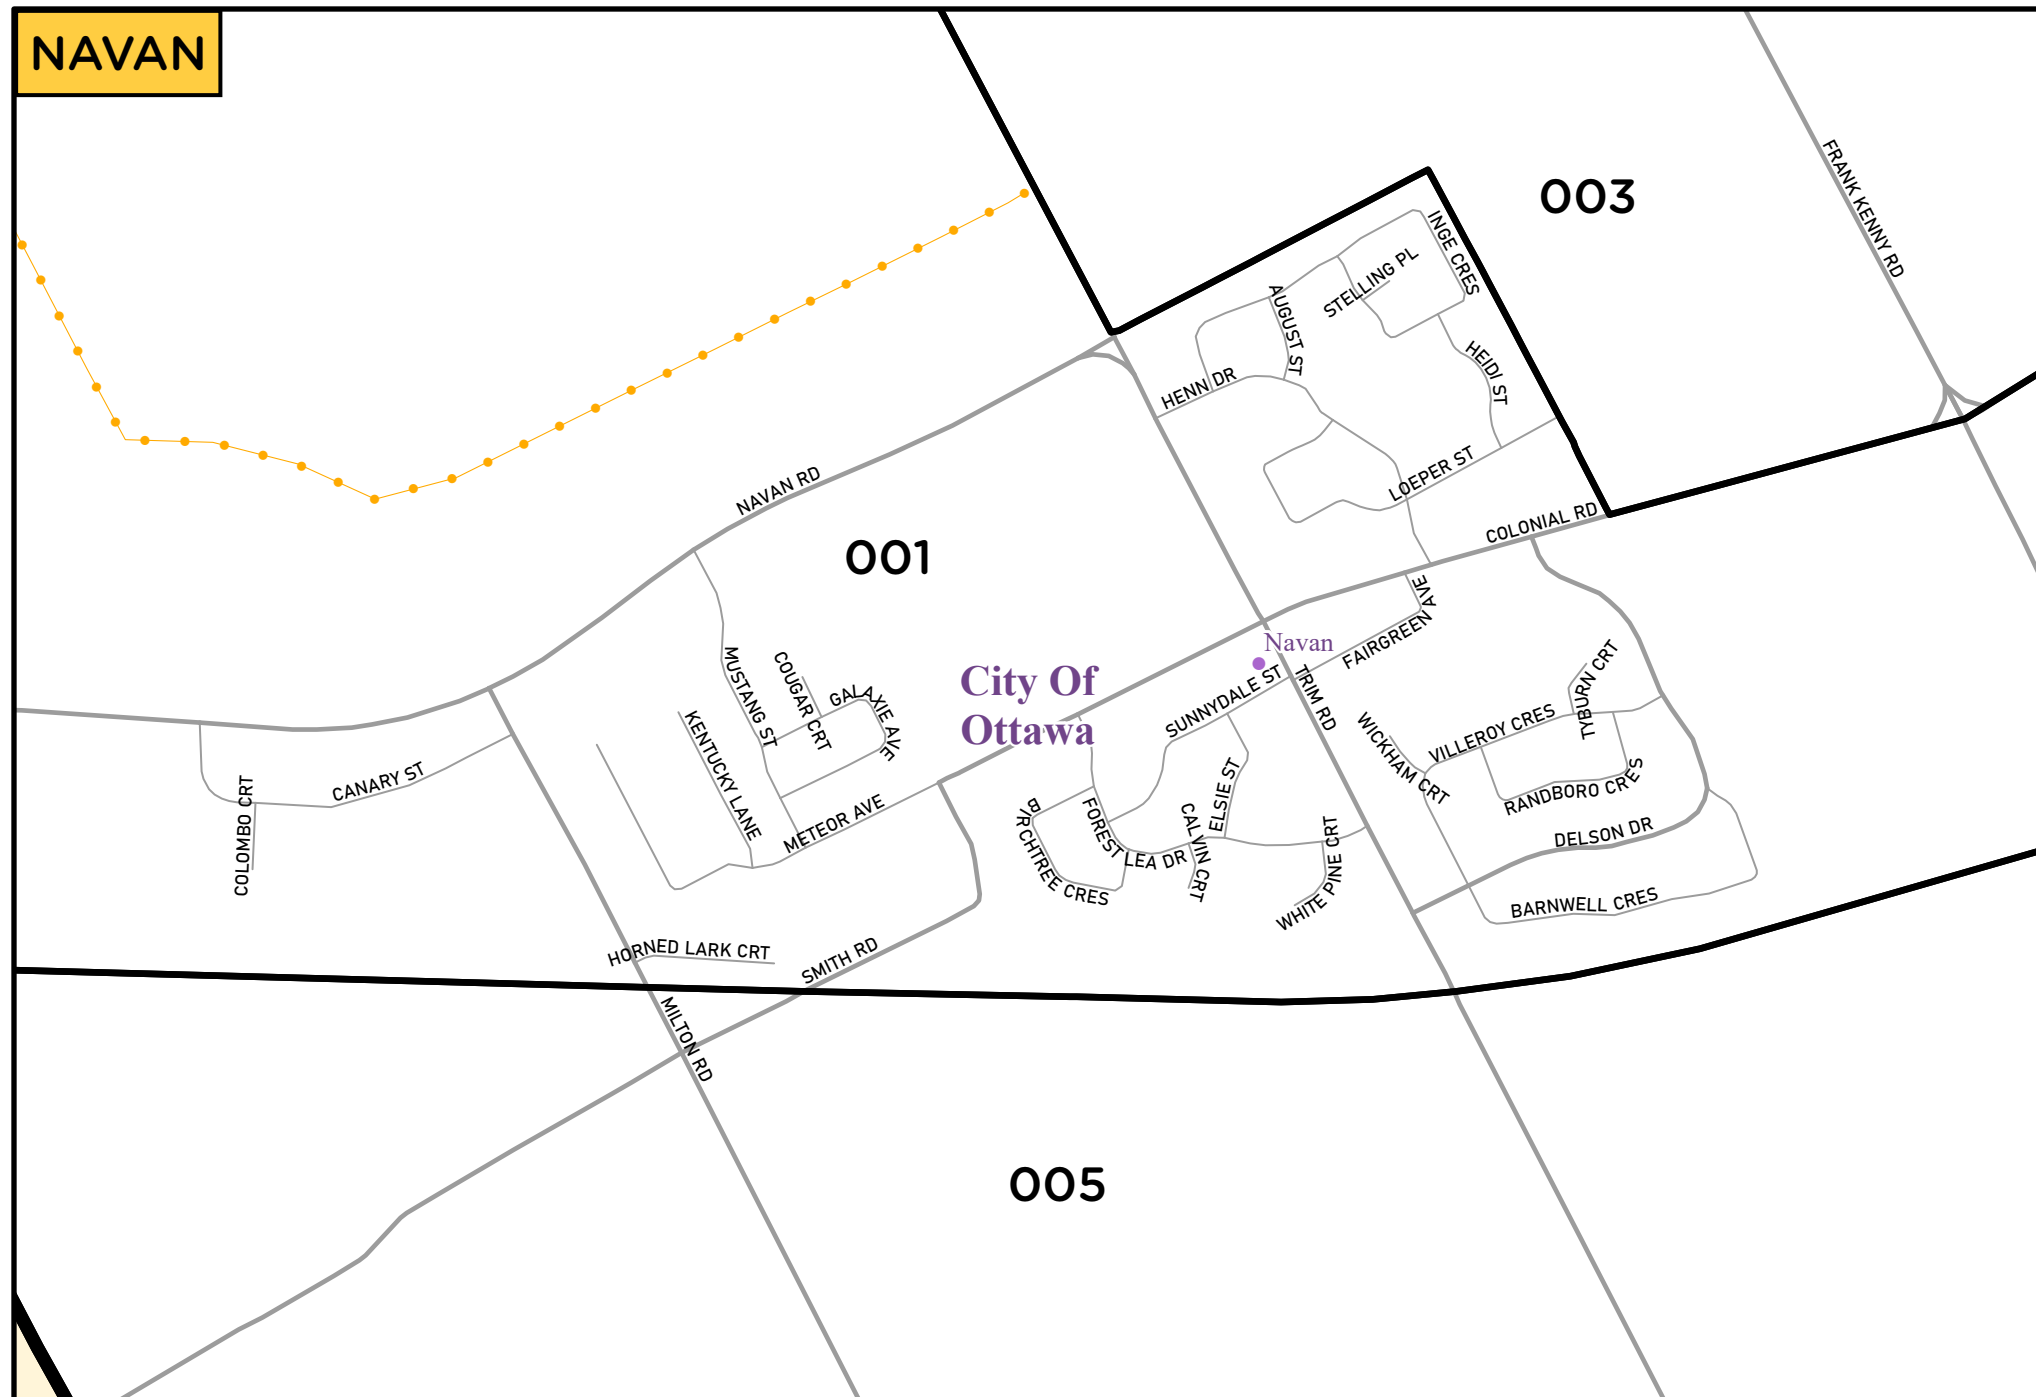 NAVAN
003
FRANK KENNY RD
INGE CRES
STELLING PL
AUGUST ST
HENN DR
HEIDI ST
LOEPER ST
COLONIAL RD
NAVAN RD
001
FAIRGREEN AVE
Navan
City Of
Ottawa
SUNNYDALE ST
TRIM RD
MUSTANG ST
COUGAR CRT
GALAXIE AVE
KENTUCKY LANE
METEOR AVE
CANARY ST
COLOMBO CRT
TYBURN CRT
VILLEROY CRES
WICKHAM CRT
RANDBORO CRES
DELSON DR
BARNWELL CRES
ELSIE ST
CALVIN CRT
FOREST LEA DR
BIRCHTREE CRES
WHITE PINE CRT
HORNED LARK CRT
SMITH RD
MILTON RD
005